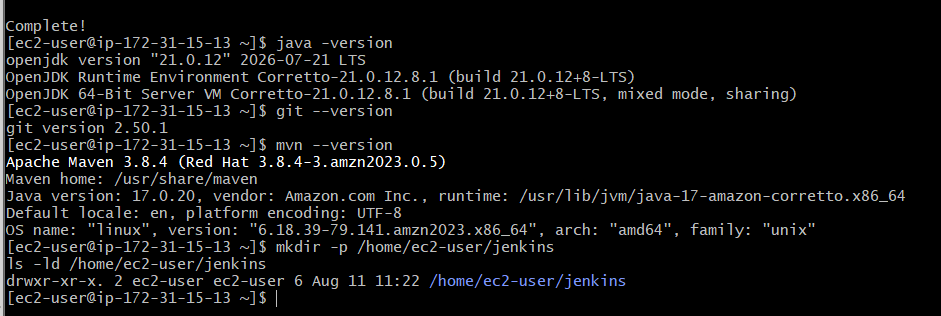 Complete!
[ec2-user@ip-172-31-15-13 ~]$ java -version
openjdk version "21.0.12" 2026-07-21 LTS
OpenJDK Runtime Environment Corretto-21.0.12.8.1 (build 21.0.12+8-LTS)
OpenJDK 64-Bit Server VM Corretto-21.0.12.8.1 (build 21.0.12+8-LTS, mixed mode, sharing)
[ec2-user@ip-172-31-15-13 ~]$ git --version
git version 2.50.1
[ec2-user@ip-172-31-15-13 ~]$ mvn --version
Apache Maven 3.8.4 (Red Hat 3.8.4-3.amzn2023.0.5)
Maven home: /usr/share/maven
Java version: 17.0.20, vendor: Amazon.com Inc., runtime: /usr/lib/jvm/java-17-amazon-corretto.x86_64
Default locale: en, platform encoding: UTF-8
OS name: "linux", version: "6.18.39-79.141.amzn2023.x86_64", arch: "amd64", family: "unix"
[ec2-user@ip-172-31-15-13 ~]$ mkdir -p /home/ec2-user/jenkins
ls -ld /home/ec2-user/jenkins
drwxr-xr-x. 2 ec2-user ec2-user 6 Aug 11 11:22 /home/ec2-user/jenkins
[ec2-user@ip-172-31-15-13 ~]$